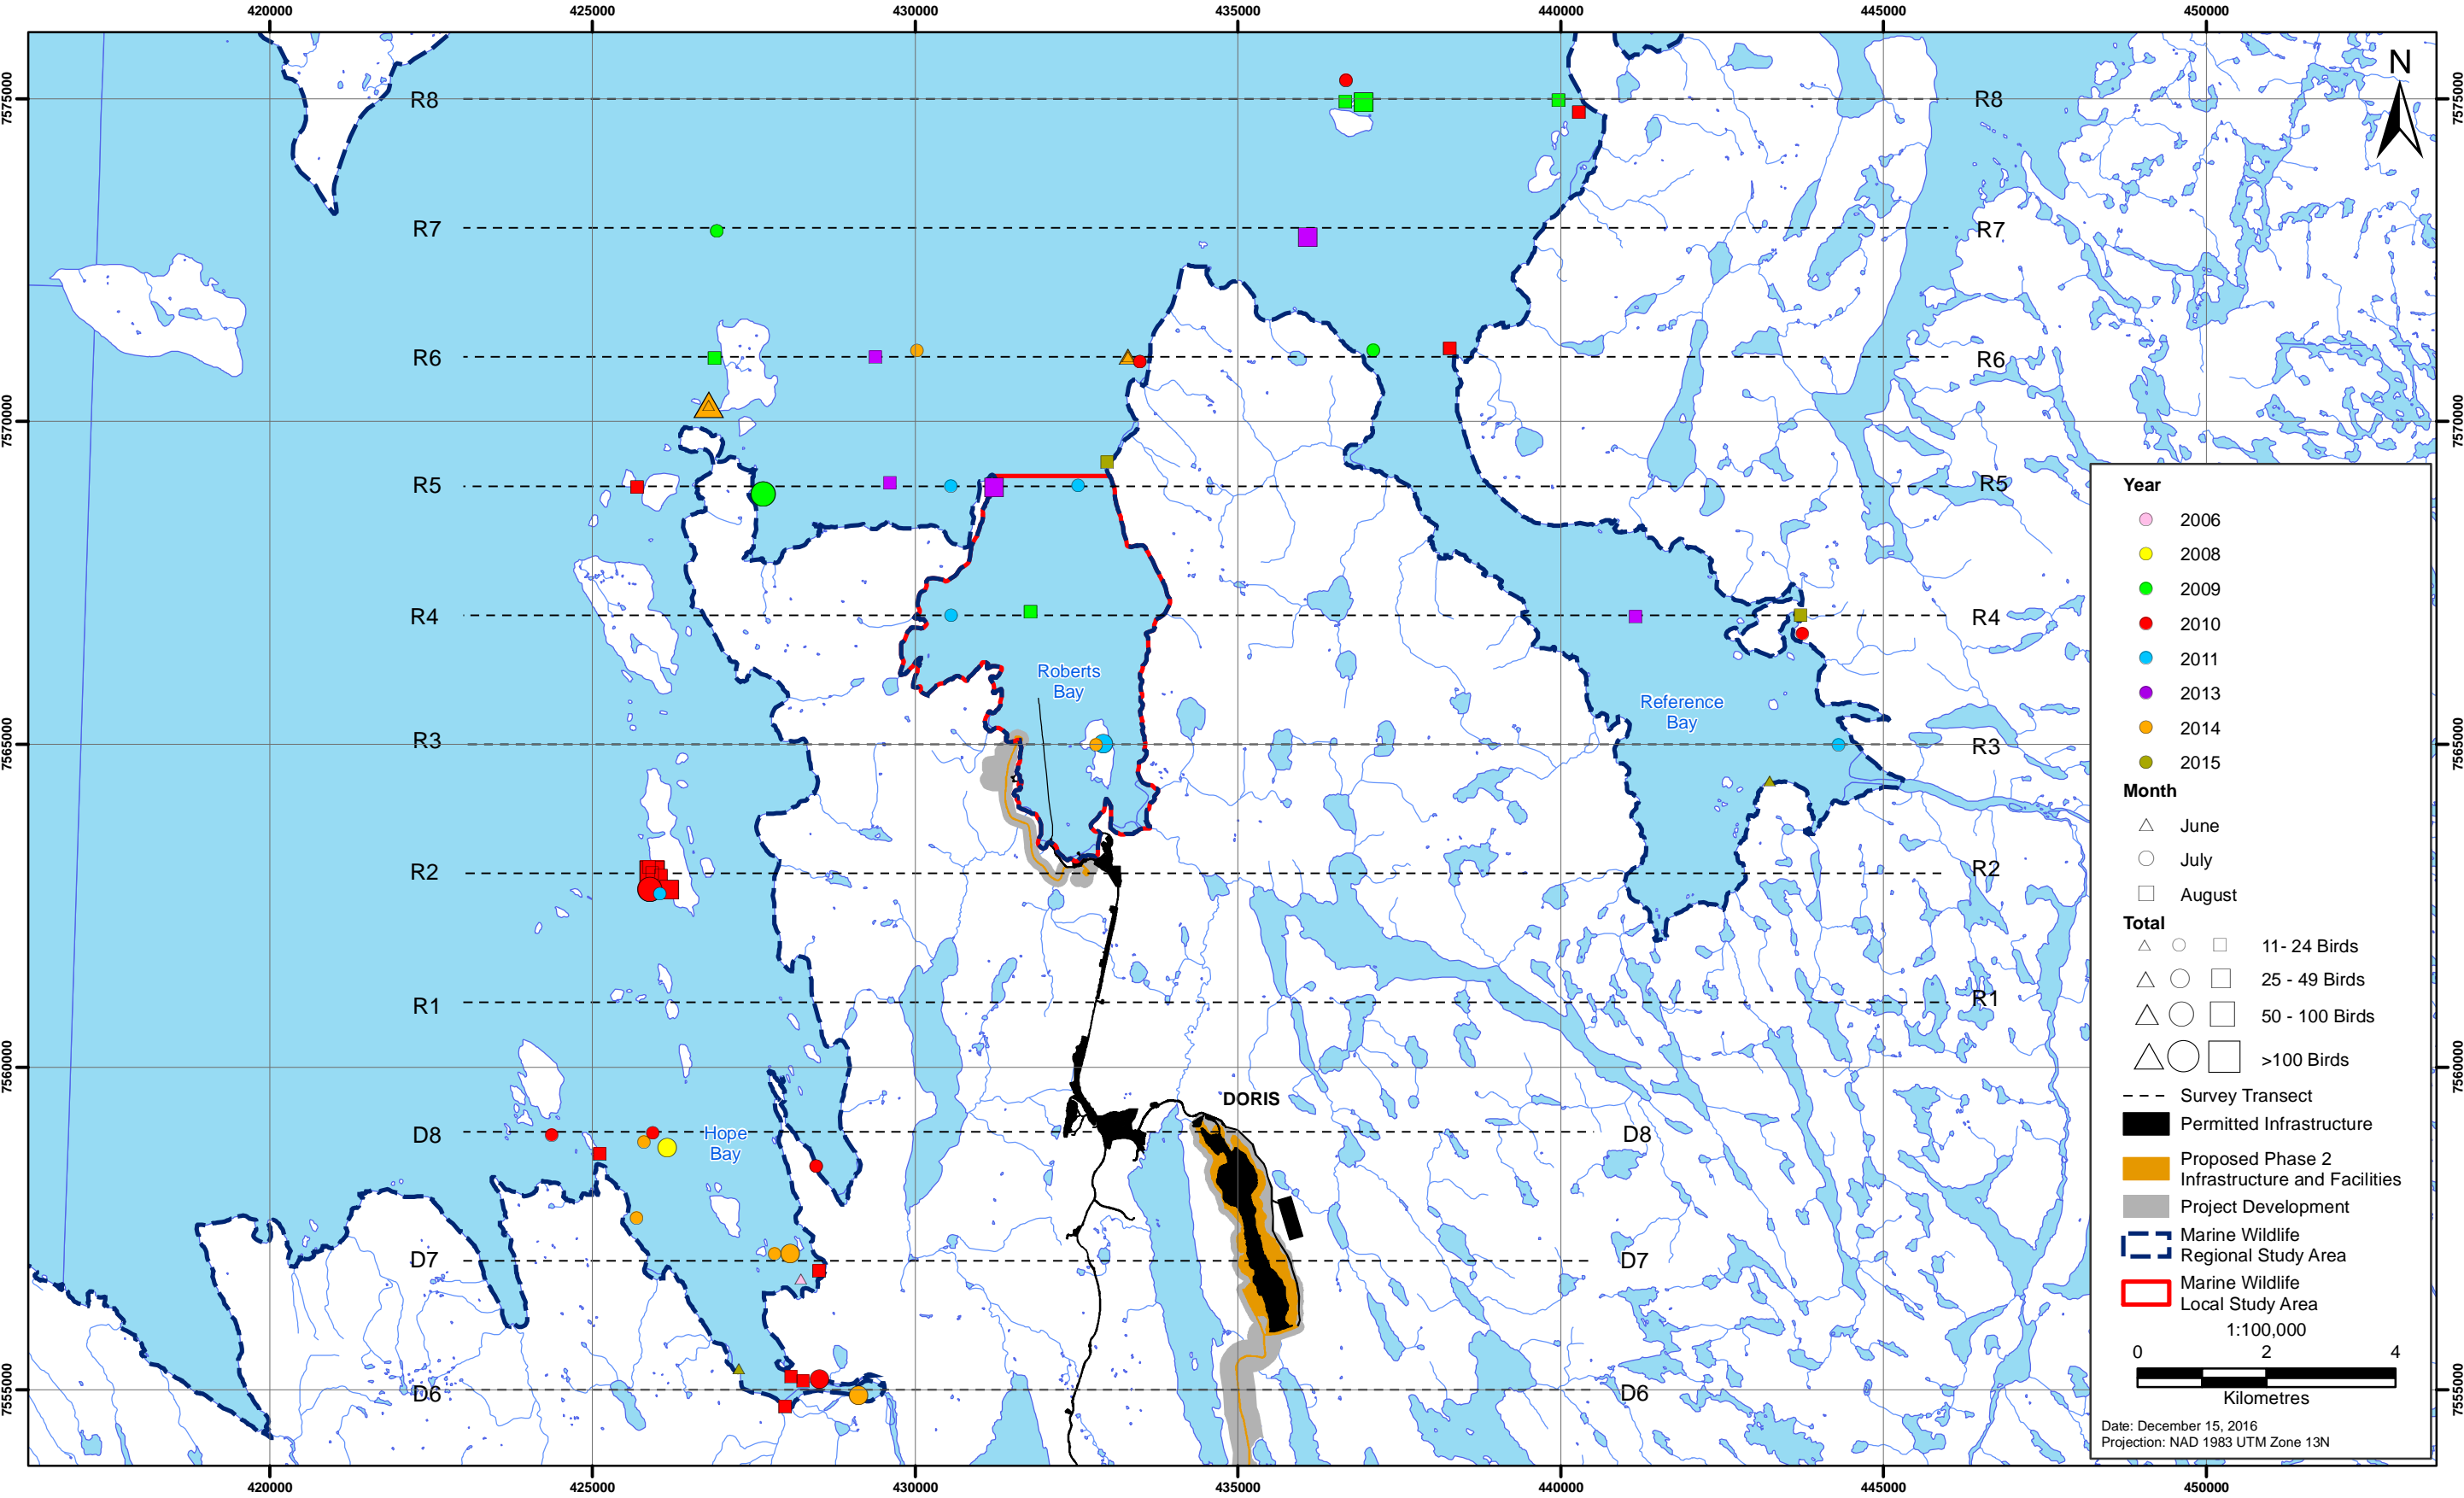 420000 425000 430000 435000 440000 445000 450000
7575000 7575000
7570000 7570000
7565000 7565000
7560000 7560000
7555000 7555000
N
R8 R8
R7 R7
R6 R6
R5 R5
R4 R4
Roberts
Bay
Reference
Bay
R3 R3
R2 R2
R1 R1
DORIS
D8 D8
Hope
Bay
D7 D7
D6 D6
Year
2006
2008
2009
2010
2011
2013
2014
2015
Month
June
July
August
Total
11- 24 Birds
25 - 49 Birds
50 - 100 Birds
>100 Birds
Survey Transect
Permitted Infrastructure
Proposed Phase 2
Infrastructure and Facilities
Project Development
Marine Wildlife
Regional Study Area
Marine Wildlife
Local Study Area
1:100,000
0 2 4
Kilometres
Date: December 15, 2016
Projection: NAD 1983 UTM Zone 13N
420000 425000 430000 435000 440000 445000 450000